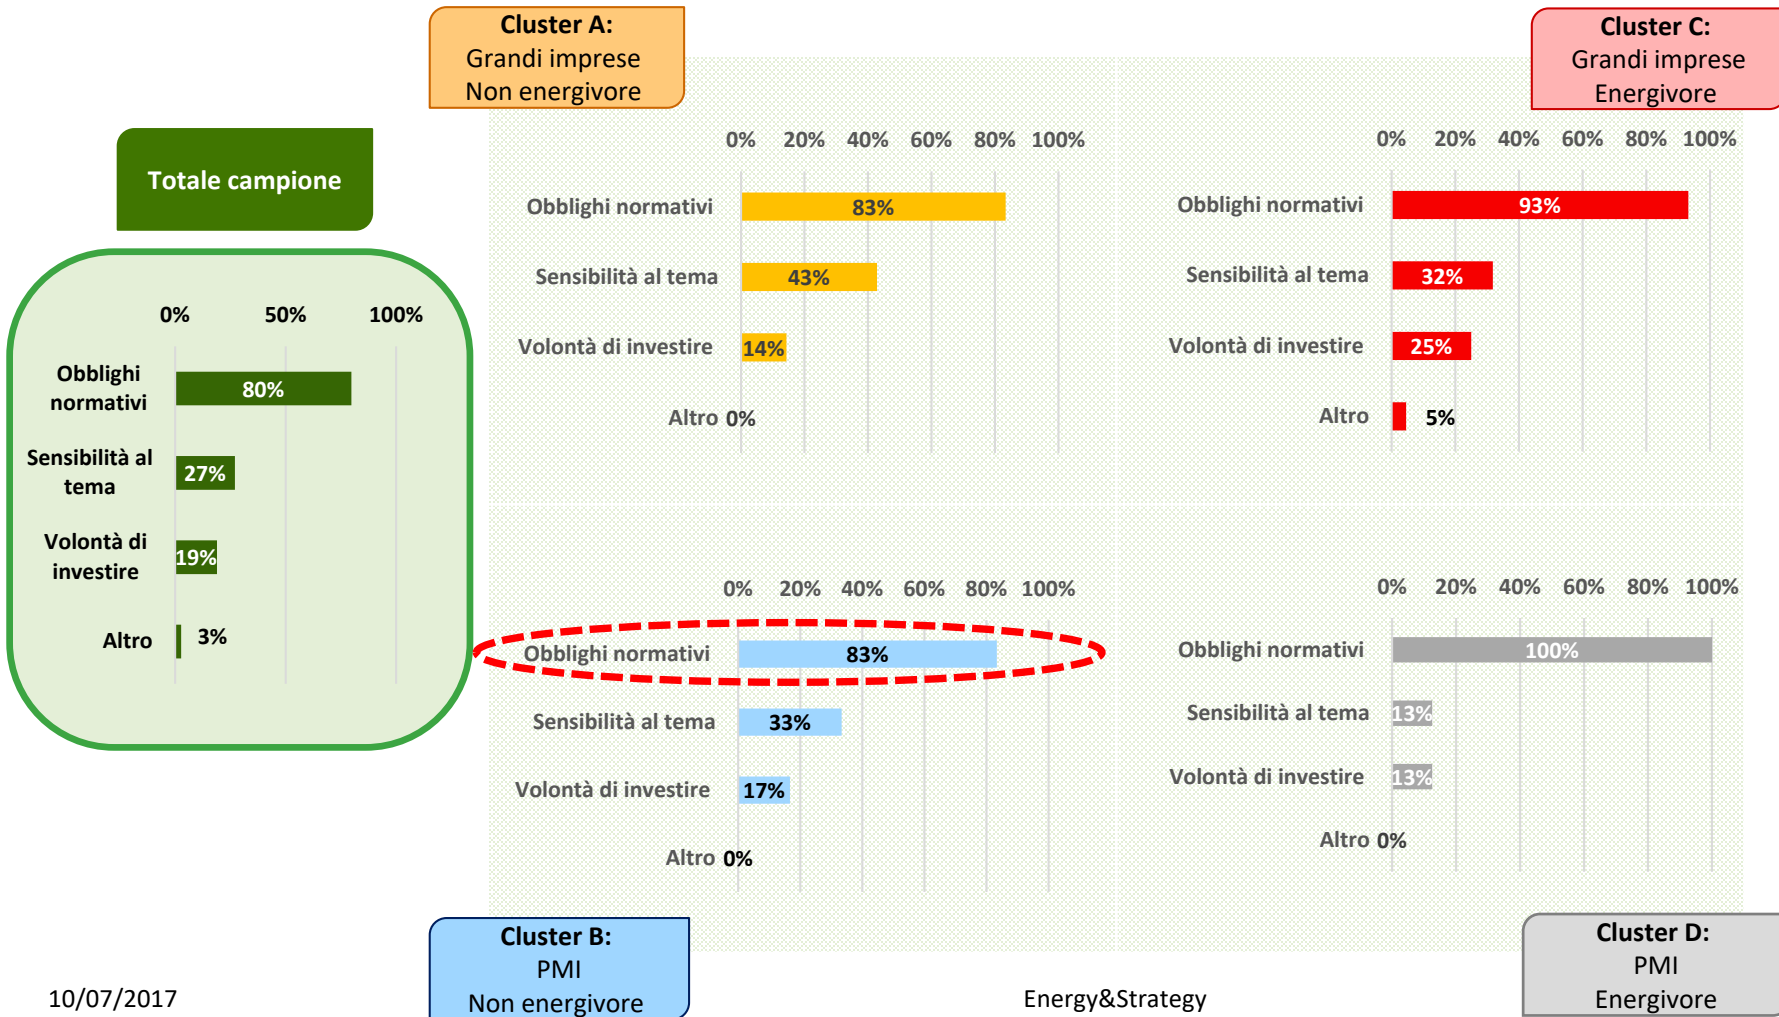 Cluster A:
Grandi imprese
Non energivore
Cluster C:
Grandi imprese
Energivore
Totale campione
0% 50% 100%
Obblighi
normativi
80%
Sensibilità al
tema
27%
Volontà di
investire
19%
Altro
3%
0% 20% 40% 60% 80% 100%
Obblighi normativi 83%
Sensibilità al tema 43%
Volontà di investire 14%
Altro 0%
0% 20% 40% 60% 80% 100%
Obblighi normativi 93%
Sensibilità al tema 32%
Volontà di investire 25%
Altro 5%
0% 20% 40% 60% 80% 100%
Obblighi normativi 83%
Sensibilità al tema 33%
Volontà di investire 17%
Altro 0%
0% 20% 40% 60% 80% 100%
Obblighi normativi 100%
Sensibilità al tema 13%
Volontà di investire 13%
Altro 0%
Cluster B:
PMI
Non energivore
Cluster D:
PMI
Energivore
10/07/2017
Energy&Strategy